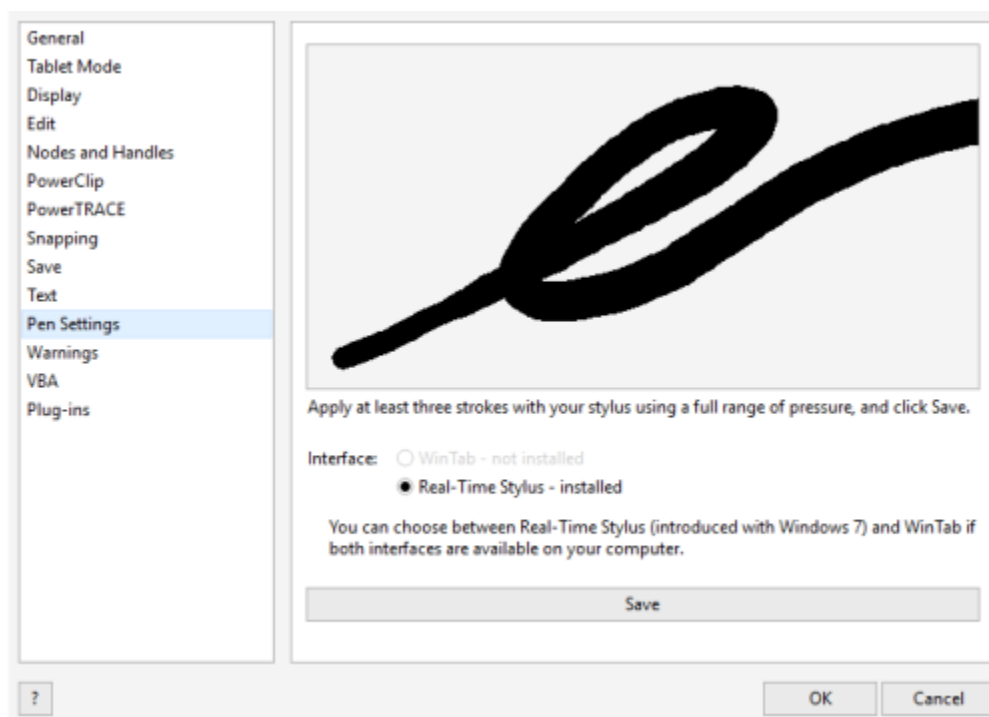 General
Tablet Mode
Display
Edit
Nodes and Handles
PowerClip
PowerTRACE
Snapping
Save
Text
Pen Settings
Warnings
VBA
Plug-ins
Apply at least three strokes with your stylus using a full range of pressure, and click Save.
Interface: WinTab - not installed
Real-Time Stylus - installed
You can choose between Real-Time Stylus (introduced with Windows 7) and WinTab if
both interfaces are available on your computer.
Save
? OK Cancel